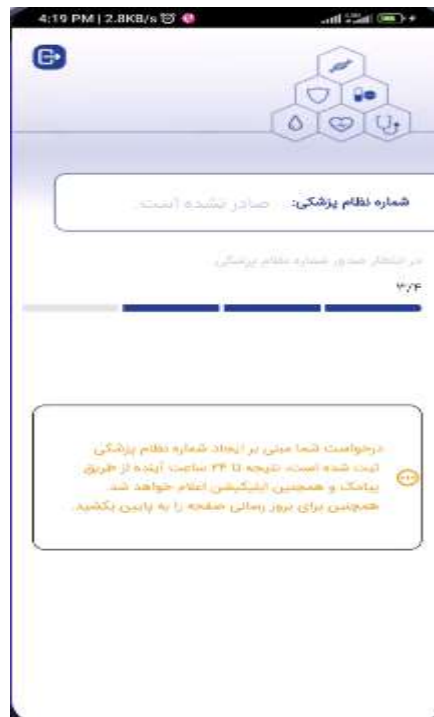 4:19 PM | 2.8KB/s
شماره نظام پزشکی: صادر نشده است.
در انتظار صدور شماره نظام پزشکی
۳/۴
درخواست شما مبنی بر ایجاد شماره نظام پزشکی
ثبت شده است، نتیجه تا ۲۴ ساعت آینده از طریق
پیامک و همچنین اپلیکیشن اعلام خواهد شد.
همچنین برای بروز رسانی صفحه را به پایین بکشید.